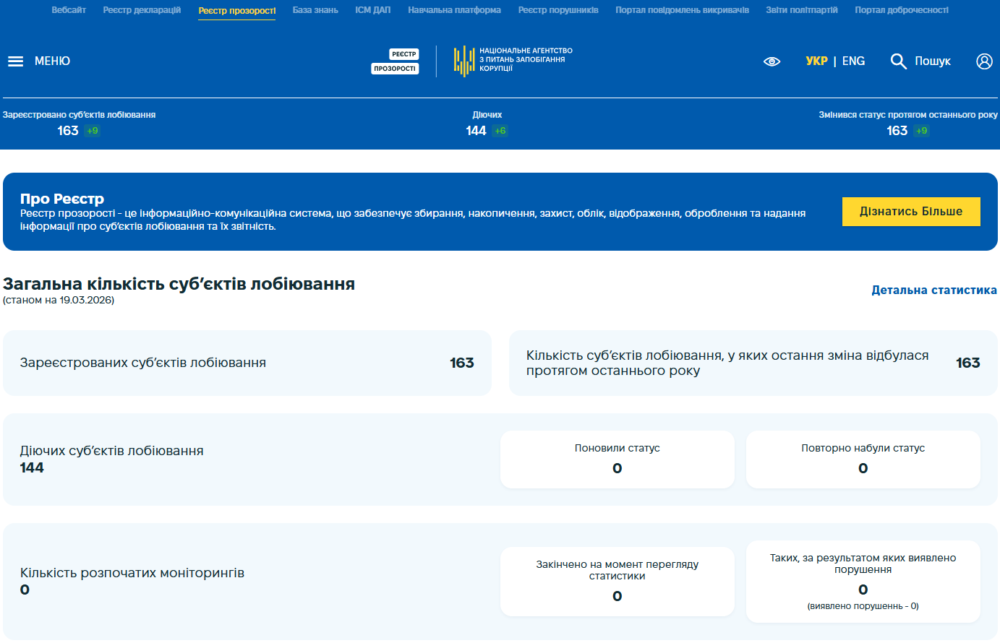 Вебсайт Реєстр декларацій Реєстр прозорості База знань ІСМ ДАП Навчальна платформа Реєстр порушників Портал повідомлень викривачів Звіти політпартій Портал доброчесності
МЕНЮ
РЕЄСТР
ПРОЗОРОСТІ
НАЦІОНАЛЬНЕ АГЕНТСТВО
З ПИТАНЬ ЗАПОБІГАННЯ
КОРУПЦІЇ
УКР | ENG
Пошук
Зареєстровано суб’єктів лобіювання
163 +9
Діючих
144 +6
Змінився статус протягом останнього року
163 +9
Про Реєстр
Реєстр прозорості - це інформаційно-комунікаційна система, що забезпечує збирання, накопичення, захист, облік, відображення, оброблення та надання
інформації про суб’єктів лобіювання та їх звітність.
Дізнатись Більше
Загальна кількість суб’єктів лобіювання
(станом на 19.03.2026)
Детальна статистика
Зареєстрованих суб’єктів лобіювання
163
Кількість суб’єктів лобіювання, у яких остання зміна відбулася
протягом останнього року
163
Діючих суб’єктів лобіювання
144
Поновили статус
0
Повторно набули статус
0
Кількість розпочатих моніторингів
0
Закінчено на момент перегляду
статистики
0
Таких, за результатом яких виявлено
порушення
0
(виявлено порушеннь - 0)